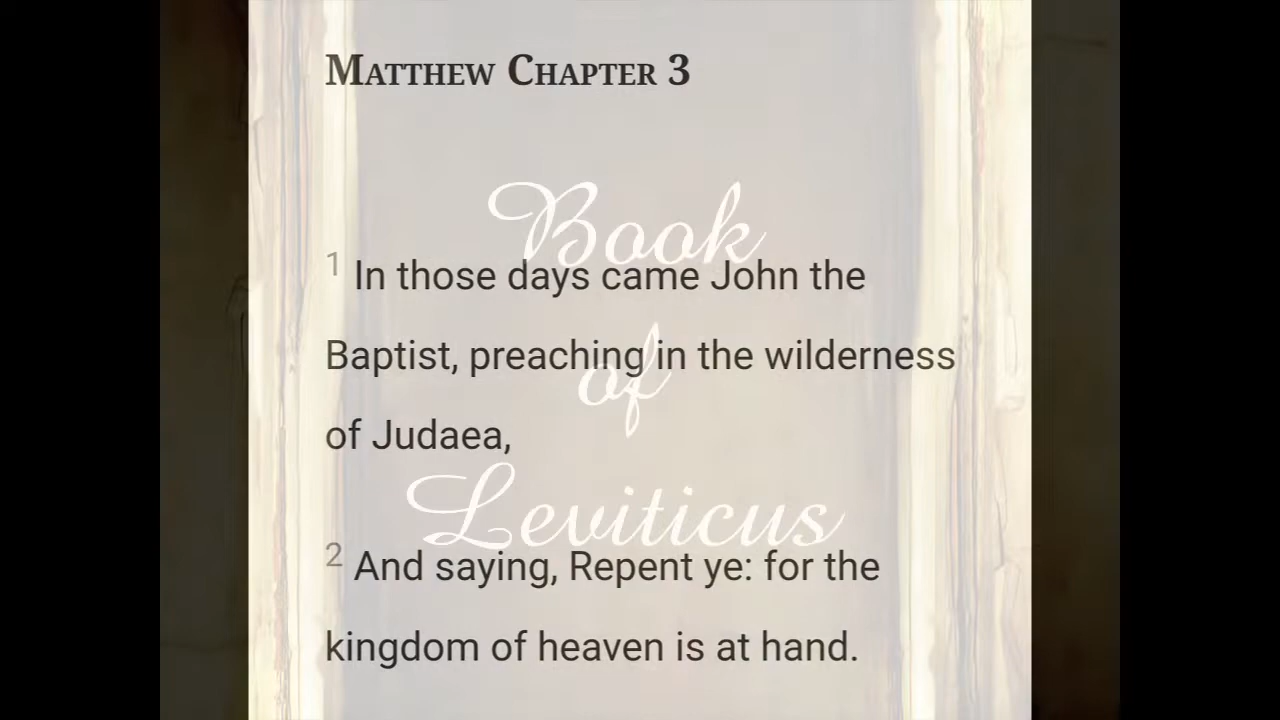 Matthew Chapter 3
Book
1 In those days came John the
Baptist, preaching in the wilderness
of
of Judaea,
Leviticus
2 And saying, Repent ye: for the
kingdom of heaven is at hand.